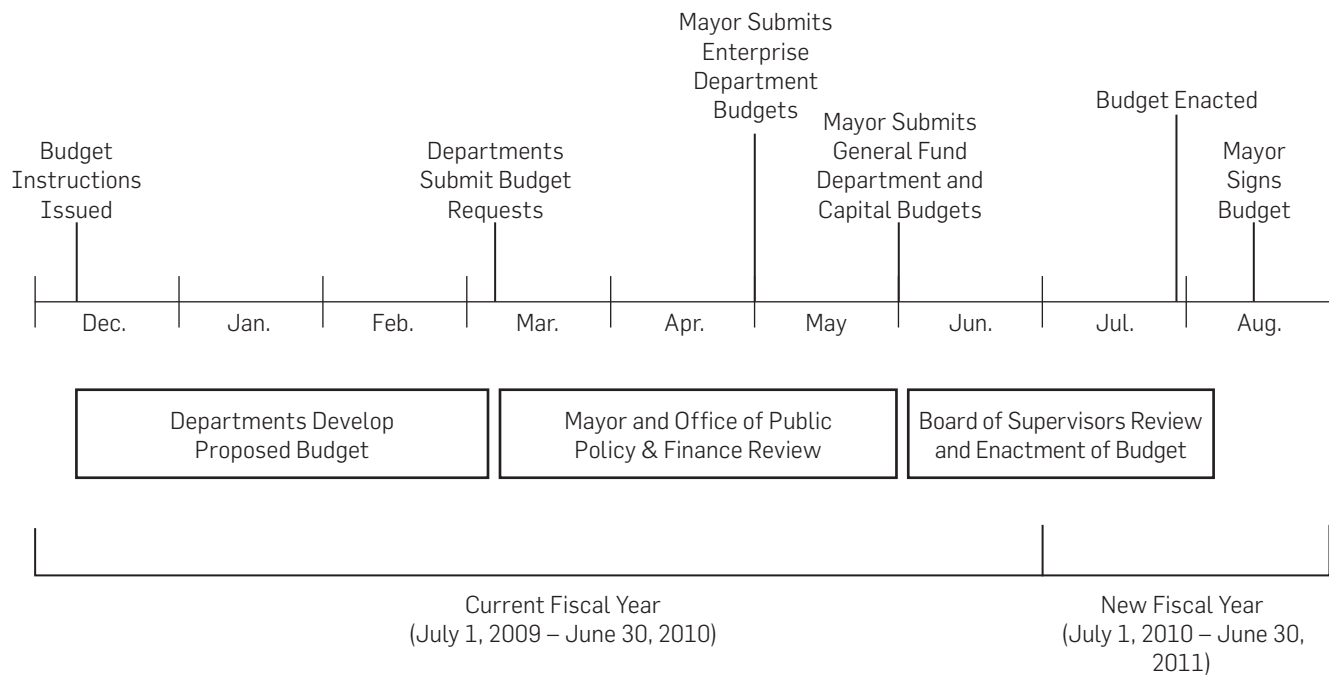 Mayor Submits
Enterprise
Department
Budgets
Budget Enacted
Budget
Instructions
Issued
Departments
Submit Budget
Requests
Mayor Submits
General Fund
Department and
Capital Budgets
Mayor
Signs
Budget
Dec.
Jan.
Feb.
Mar.
Apr.
May
Jun.
Jul.
Aug.
Departments Develop
Proposed Budget
Mayor and Office of Public
Policy & Finance Review
Board of Supervisors Review
and Enactment of Budget
Current Fiscal Year
(July 1, 2009 – June 30, 2010)
New Fiscal Year
(July 1, 2010 – June 30,
2011)